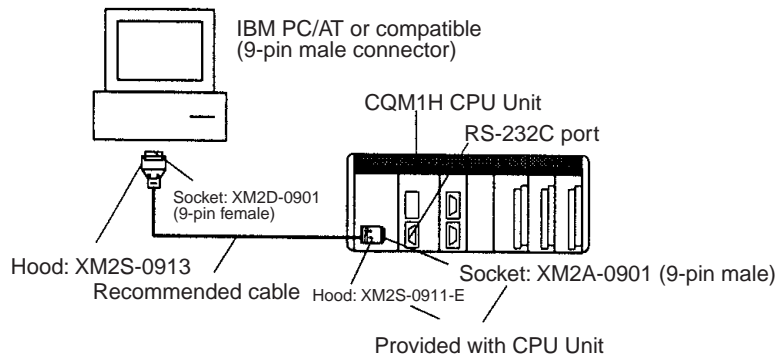 IBM PC/AT or compatible
(9-pin male connector)
CQM1H CPU Unit
RS-232C port
Socket: XM2D-0901
(9-pin female)
Hood: XM2S-0913
Recommended cable
Hood: XM2S-0911-E
Socket: XM2A-0901 (9-pin male)
Provided with CPU Unit